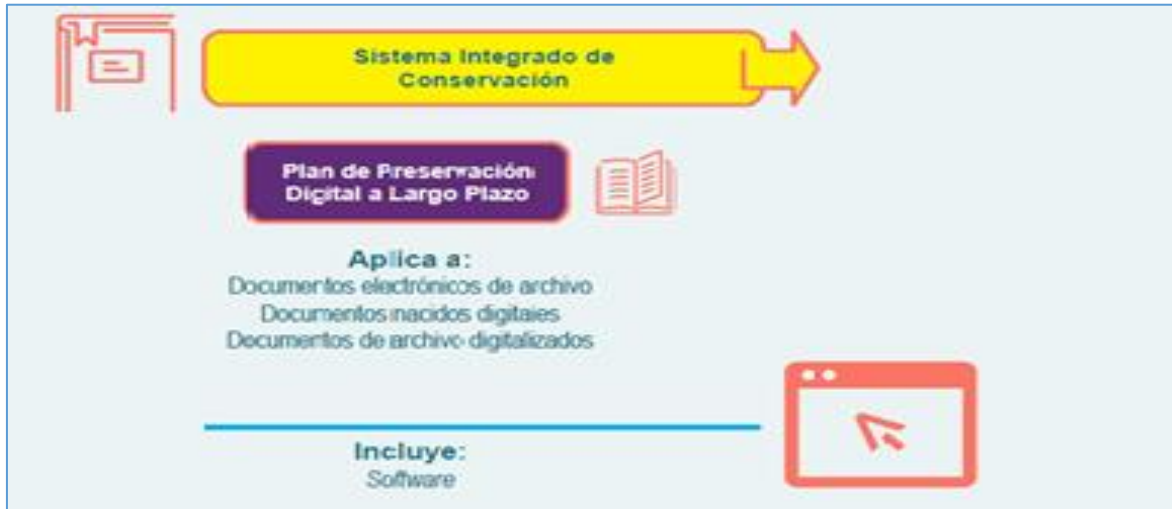 Sistema Integrado de
Conservación
Plan de Preservación
Digital a Largo Plazo
Aplica a:
Documentos electrónicos de archivo
Documentos nacidos digitales
Documentos de archivo digitalizados
Incluye:
Software